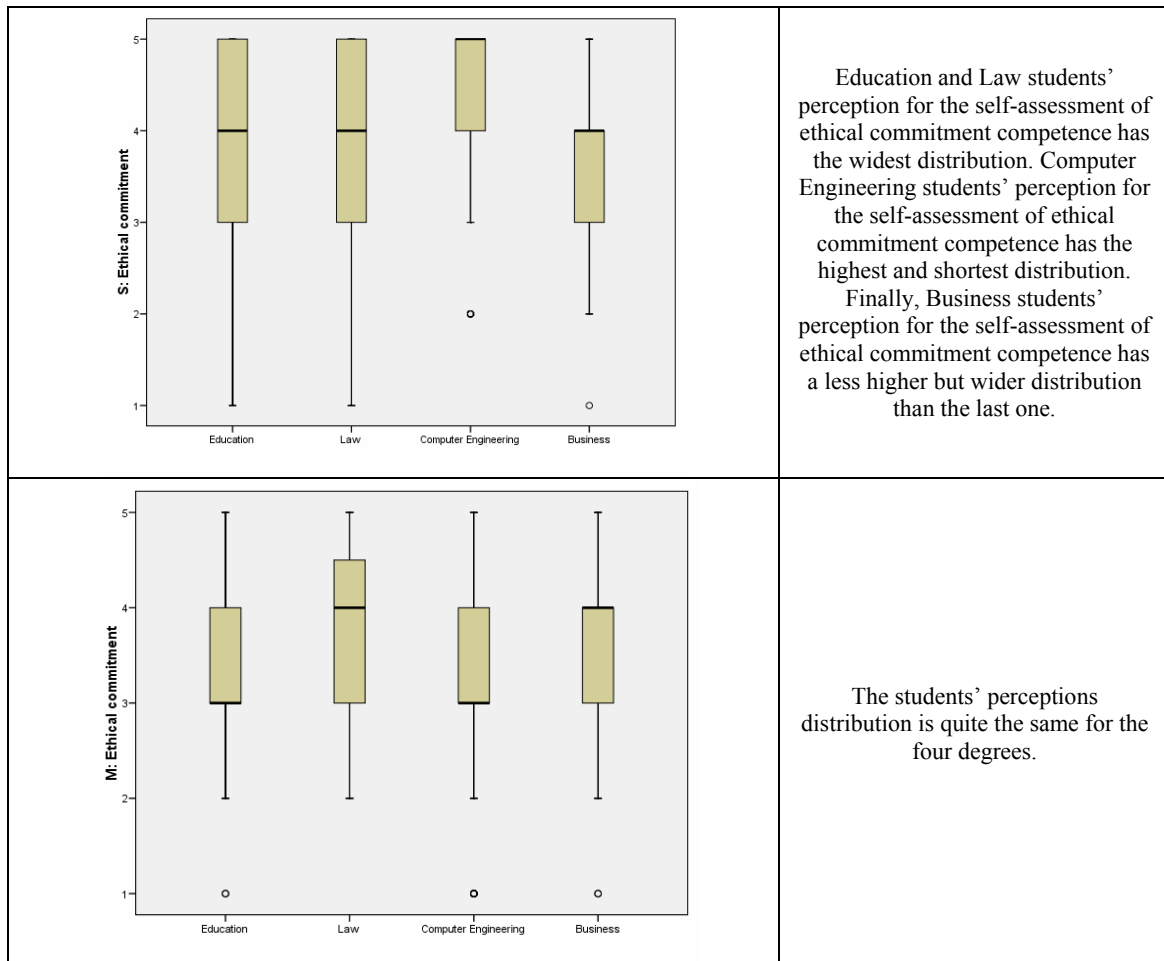 5
4
3
2
1
S: Ethical commitment
Education
Law
Computer Engineering
Business
Education and Law students’
perception for the self-assessment of
ethical commitment competence has
the widest distribution. Computer
Engineering students’ perception for
the self-assessment of ethical
commitment competence has the
highest and shortest distribution.
Finally, Business students’
perception for the self-assessment of
ethical commitment competence has
a less higher but wider distribution
than the last one.
5
4
3
2
1
M: Ethical commitment
Education
Law
Computer Engineering
Business
The students’ perceptions
distribution is quite the same for the
four degrees.